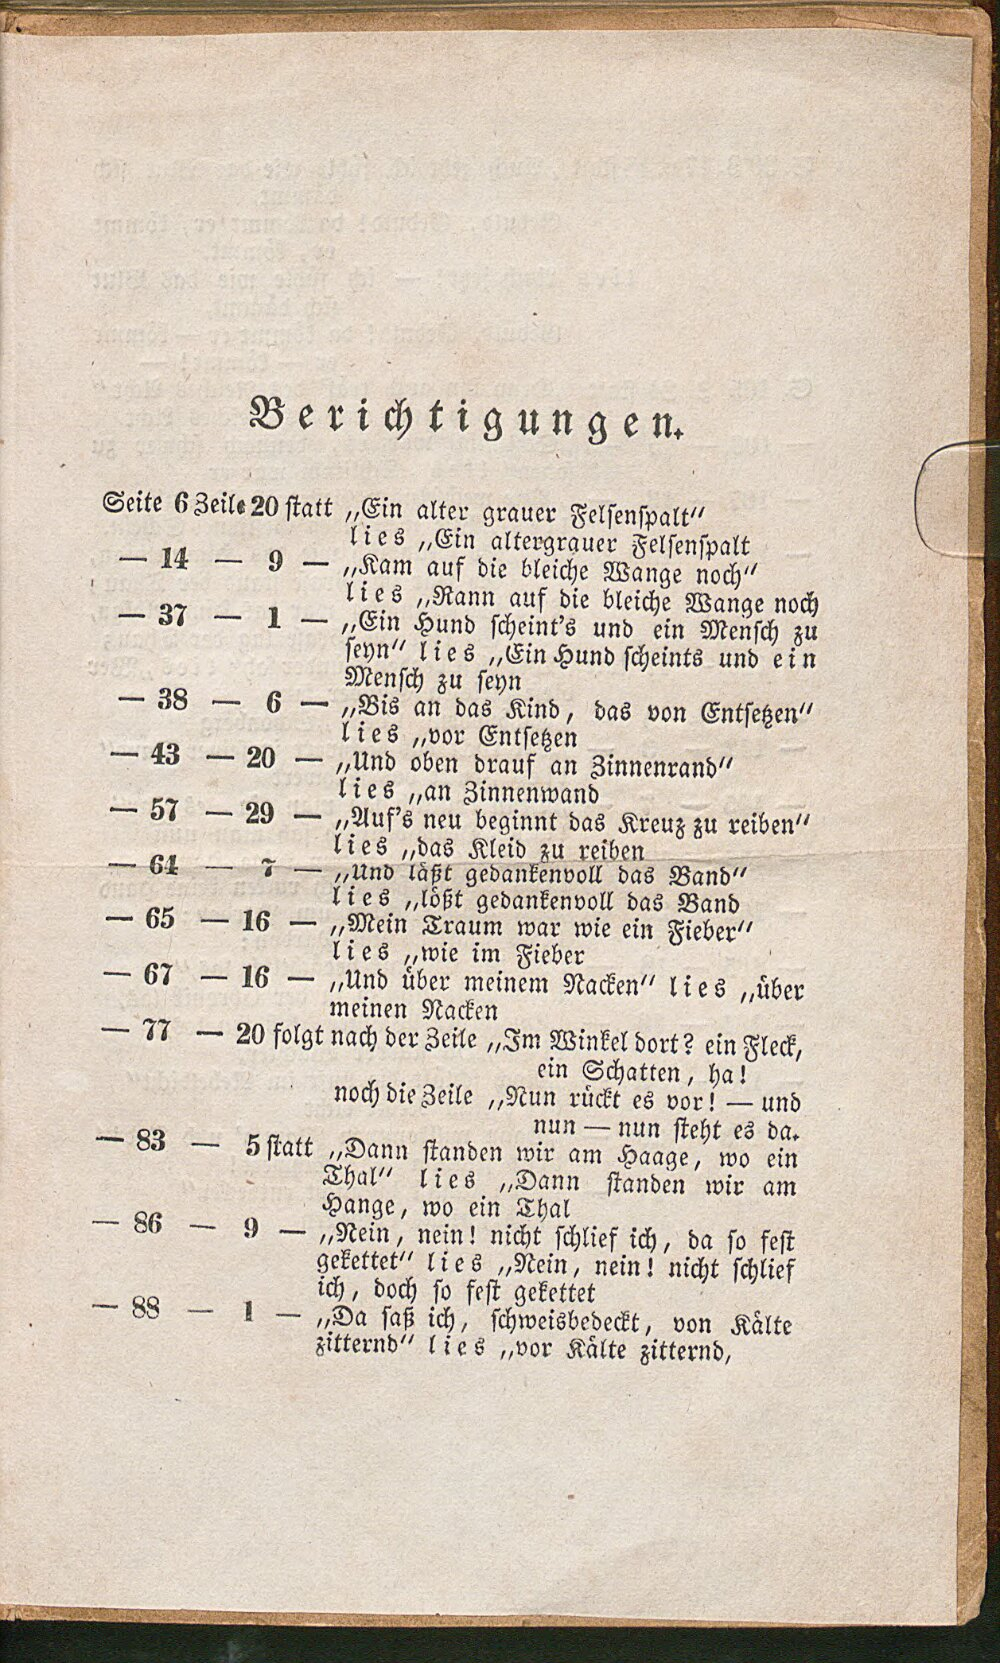 Berichtigungen.
Seite 6 Zeile 20 statt „Ein alter grauer Felsenspalt“
lies „Ein altergrauer Felsenspalt
— 14 — 9 — „Kam auf die bleiche Wange noch“
lies „Rann auf die bleiche Wange noch
— 37 — 1 — „Ein Hund scheint's und ein Mensch zu
seyn“ lies „Ein Hund scheints und ein
Mensch zu seyn
— 38 — 6 — „Bis an das Kind, das von Entsetzen“
lies „vor Entsetzen
— 43 — 20 — „Und oben drauf an Zinnenrand“
lies „an Zinnenwand
— 57 — 29 — „Auf's neu beginnt das Kreuz zu reiben“
lies „das Kleid zu reiben
— 64 — 7 — „Und läßt gedankenvoll das Band“
lies „lößt gedankenvoll das Band
— 65 — 16 — „Mein Traum war wie ein Fieber“
lies „wie im Fieber
— 67 — 16 — „Und über meinem Nacken“ lies „über
meinen Nacken
— 77 — 20 folgt nach der Zeile „Im Winkel dort? ein Fleck,
ein Schatten, ha!
noch die Zeile „Nun rückt es vor! — und
nun — nun steht es da.
— 83 — 5 statt „Dann standen wir am Haage, wo ein
Thal“ lies „Dann standen wir am
Hange, wo ein Thal
— 86 — 9 — „Nein, nein! nicht schlief ich, da so fest
gekettet“ lies „Nein, nein! nicht schlief
ich, doch so fest gekettet
— 88 — 1 — „Da saß ich, schweisbedeckt, von Kälte
zitternd“ lies „vor Kälte zitternd,